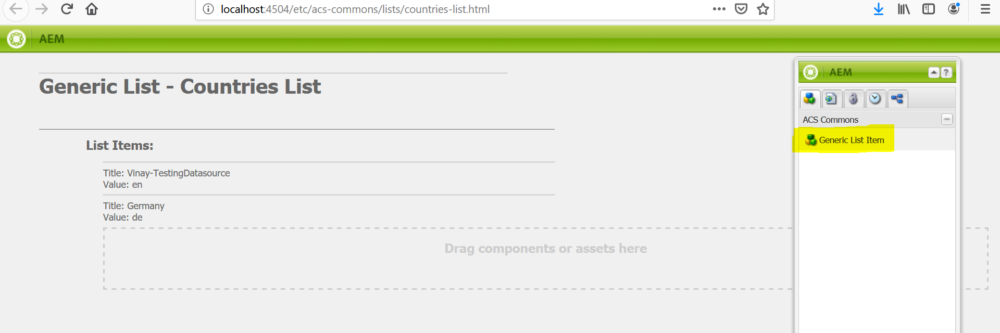 localhost:4504/etc/acs-commons/lists/countries-list.html
AEM
Generic List - Countries List
List Items:
Title: Vinay-TestingDatasource
Value: en
Title: Germany
Value: de
Drag components or assets here
AEM
?
ACS Commons
Generic List Item